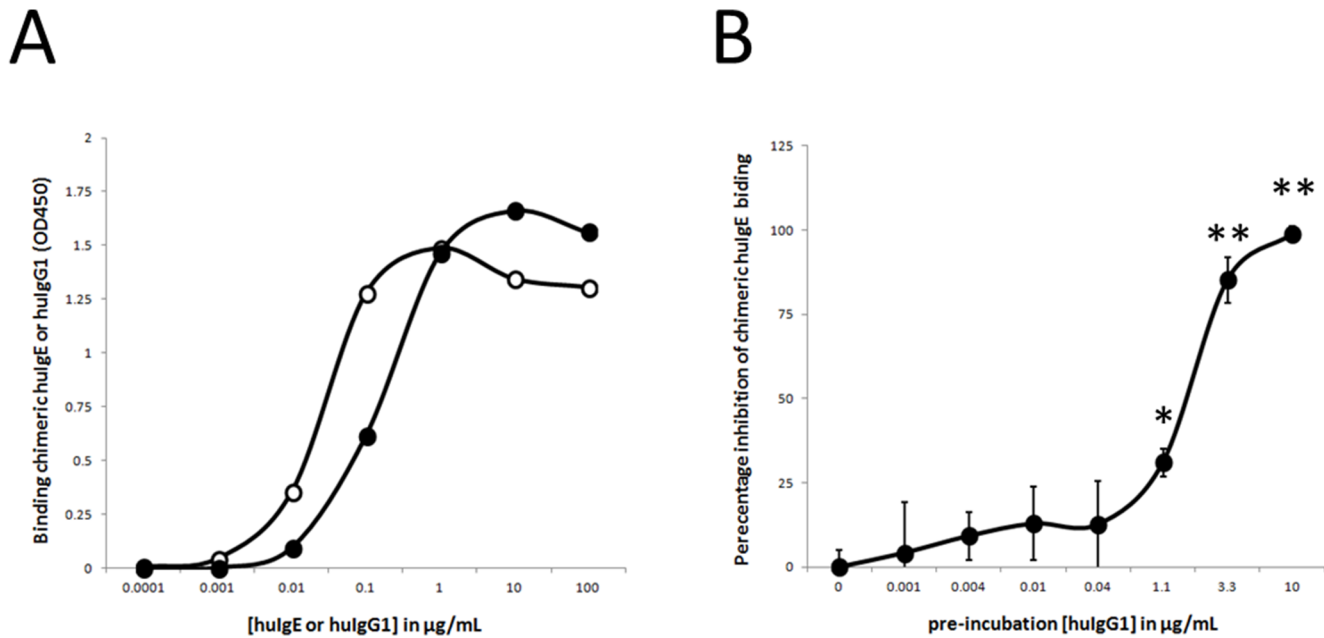 A
B
Binding chimeric huIgE or huIgG1 (OD450)
2
1.75
1.5
1.25
1
0.75
0.5
0.25
0
0.0001 0.001 0.01 0.1 1 10 100
[huIgE or huIgG1] in µg/mL
Perecentage inhibition of chimeric huIgE biding
125
100
75
50
25
0
* ** **
0 0.001 0.004 0.01 0.04 1.1 3.3 10
pre-incubation [huIgG1] in µg/mL